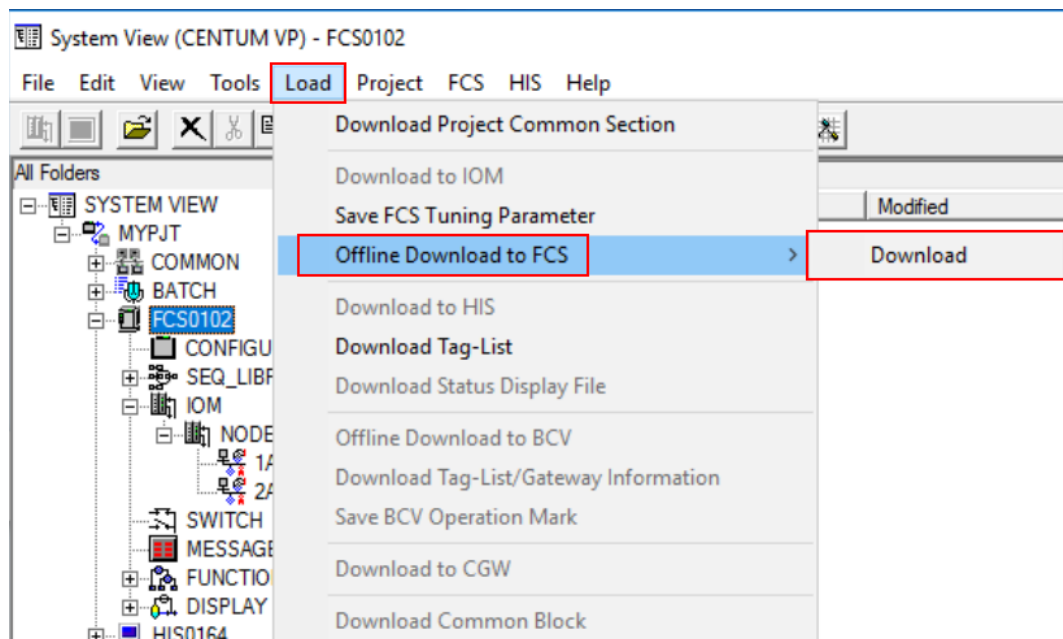 System View (CENTUM VP) - FCS0102
File Edit View Tools Load Project FCS HIS Help
Download Project Common Section
All Folders
Download to IOM
SYSTEM VIEW
Save FCS Tuning Parameter
Modified
MYPJT
Offline Download to FCS
Download
COMMON
BATCH
Download to HIS
FCS0102
Download Tag-List
CONFIGU
SEQ_LIBF
Download Status Display File
IOM
Offline Download to BCV
NODE
1A
Download Tag-List/Gateway Information
2A
Save BCV Operation Mark
SWITCH
MESSAGE
Download to CGW
FUNCTIO
DISPLAY
Download Common Block
HIS0164